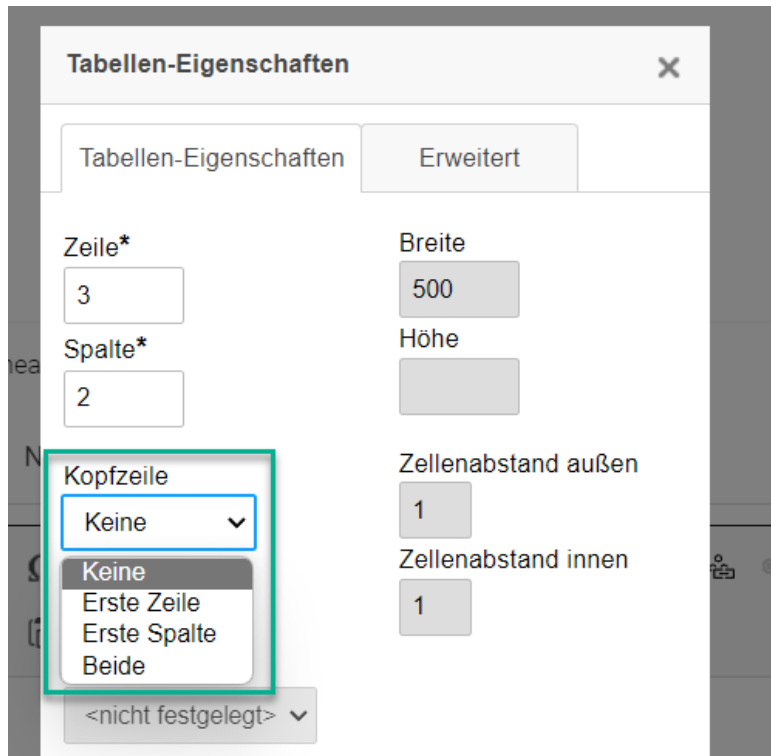 Tabellen-Eigenschaften
Tabellen-Eigenschaften
Erweitert
Zeile*
3
Spalte*
2
Breite
500
Höhe
Kopfzeile
Keine
Keine
Erste Zeile
Erste Spalte
Beide
<nicht festgelegt>
Zellenabstand außen
1
Zellenabstand innen
1